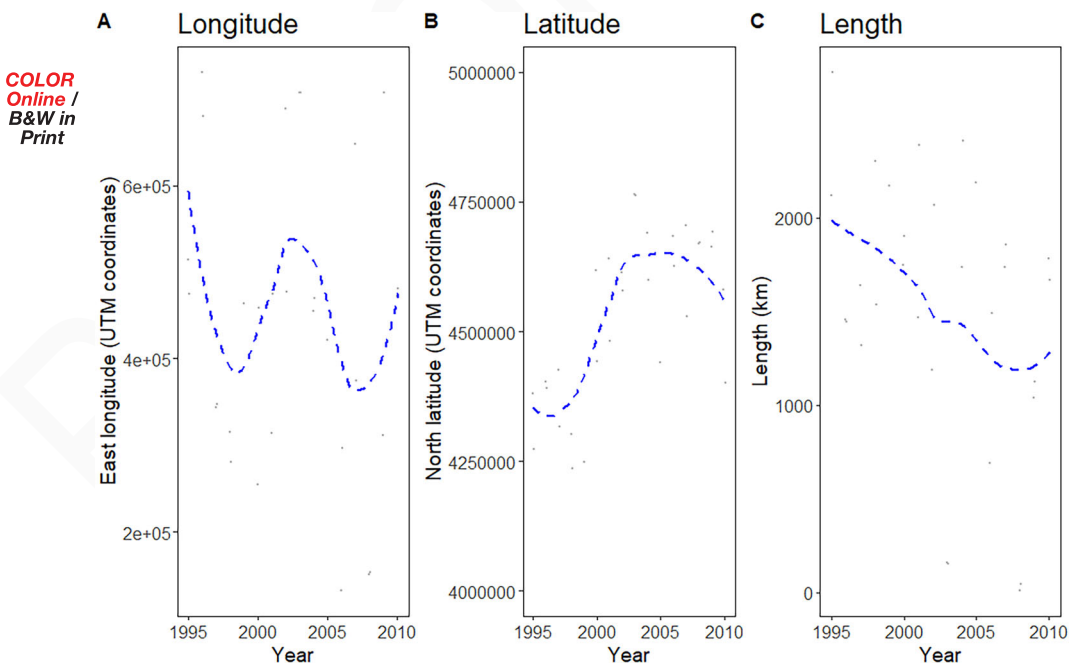 A Longitude
B Latitude
C Length
COLOR
Online /
B&W in
Print
East longitude (UTM coordinates)
6e+05
4e+05
2e+05
1995 2000 2005 2010
Year
North latitude (UTM coordinates)
5000000
4750000
4500000
4250000
4000000
1995 2000 2005 2010
Year
Length (km)
2000
1000
0
1995 2000 2005 2010
Year